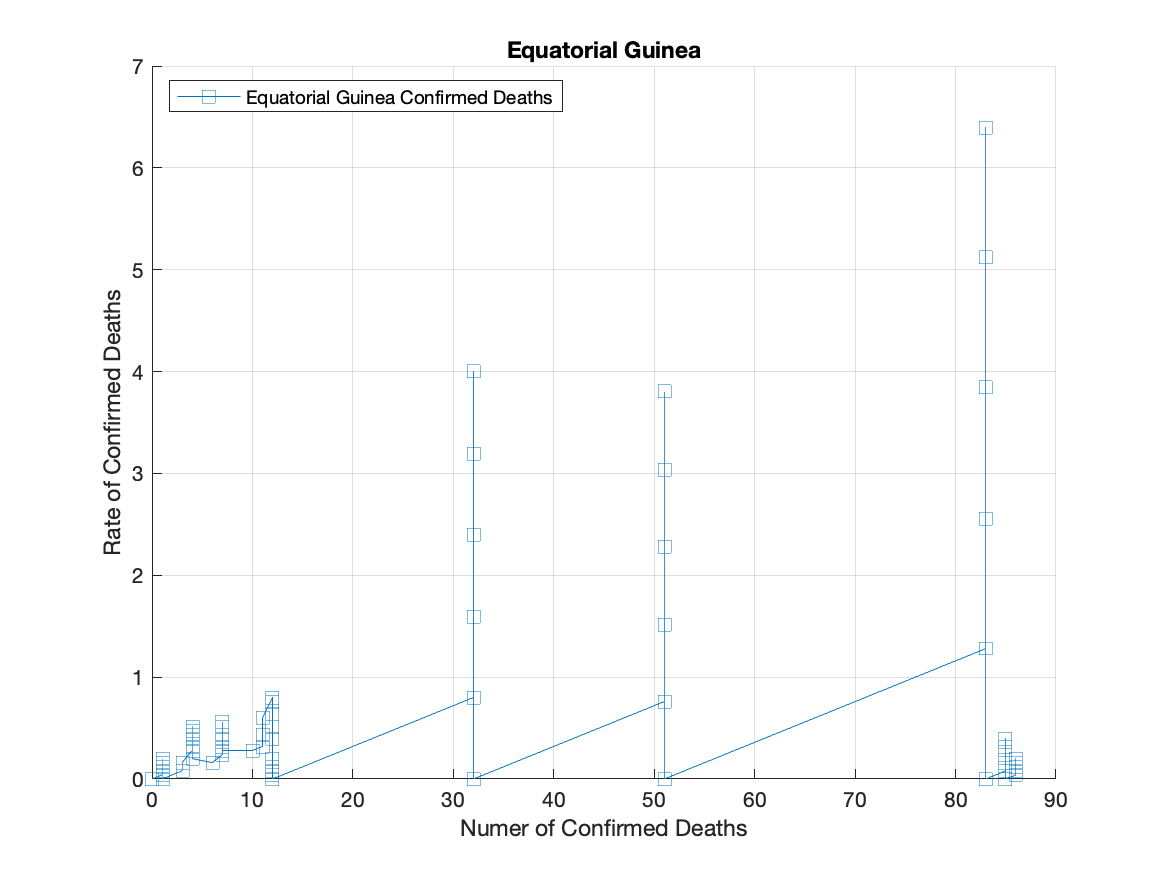 Equatorial Guinea
Equatorial Guinea Confirmed Deaths
7
6
5
4
3
2
1
0
Rate of Confirmed Deaths
0 10 20 30 40 50 60 70 80 90
Numer of Confirmed Deaths